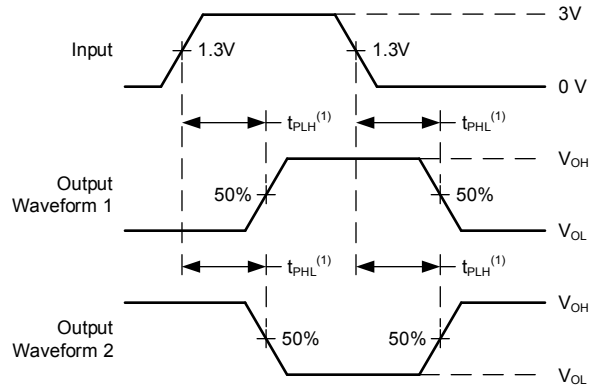 3V
Input
1.3V
1.3V
0 V
tPLH(1)
tPHL(1)
VOH
Output
Waveform 1
50%
50%
VOL
tPHL(1)
tPLH(1)
VOH
Output
Waveform 2
50%
50%
VOL